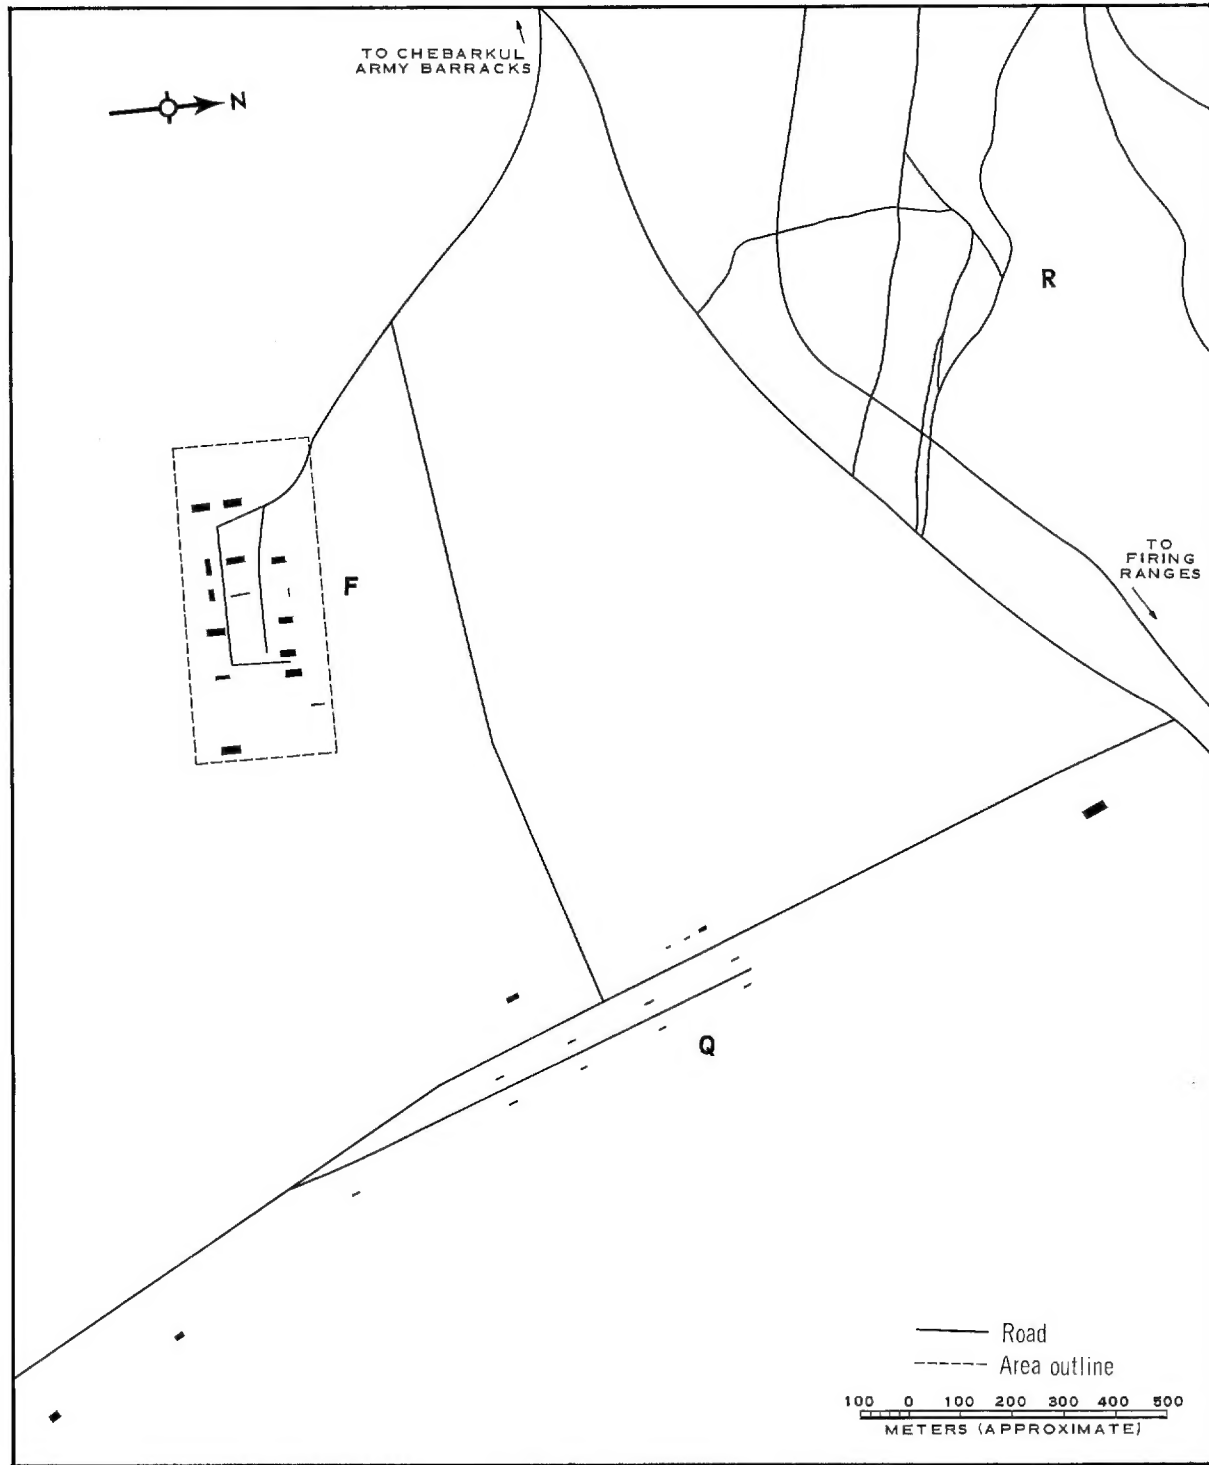 TO CHEBARKUL
ARMY BARRACKS
N
R
TO
FIRING
RANGES
F
Q
Road
Area outline
100 0 100 200 300 400 500
METERS (APPROXIMATE)